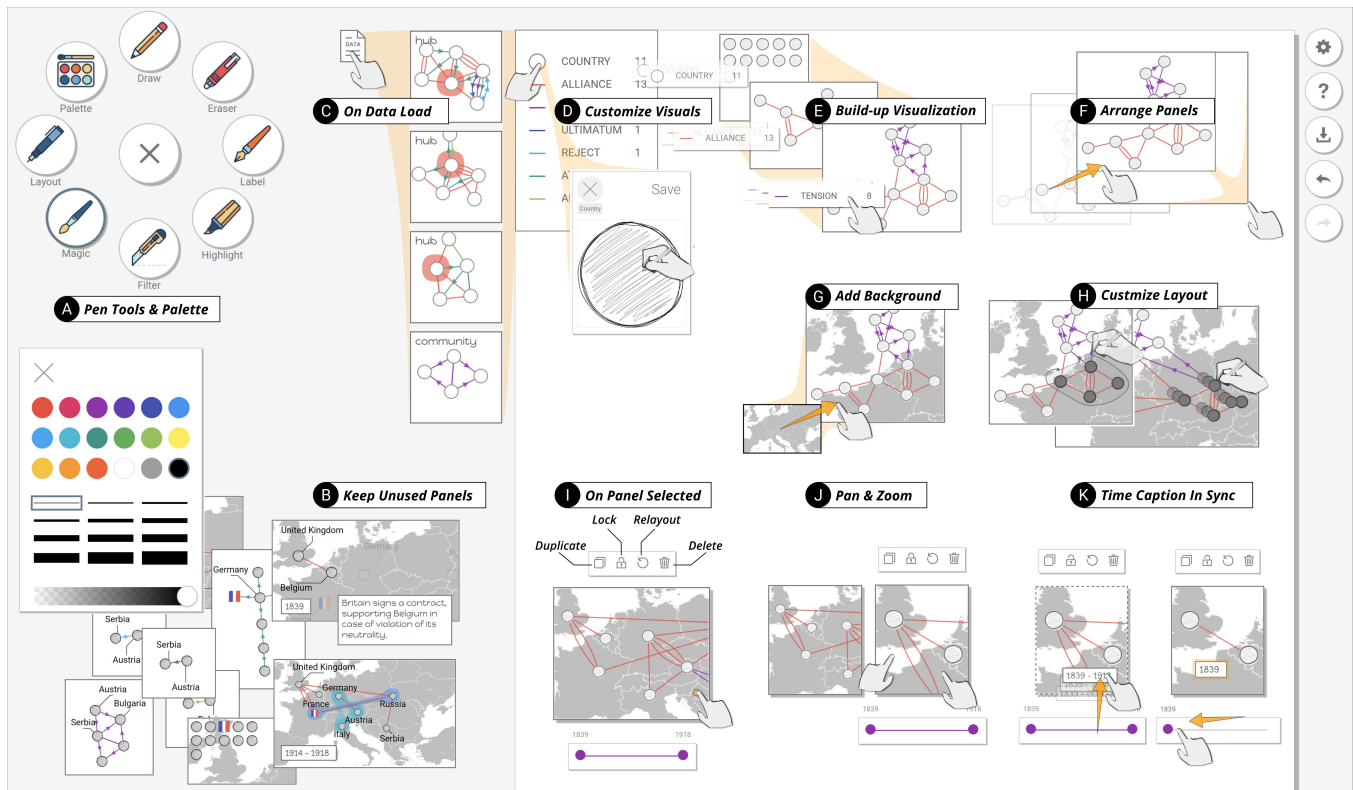 Draw
Palette
Eraser
Layout
Label
Magic
Highlight
Filter
A Pen Tools & Palette
B Keep Unused Panels
United Kingdom
Germany
Belgium
1839
Britain signs a contract,
supporting Belgium in
case of violation of its
neutrality.
Germany
Serbia
Austria
Serbia
Austria
Austria
Serbia
Bulgaria
United Kingdom
Germany
France
Russia
Austria
Italy
Serbia
1914 - 1918
DATA
C On Data Load
hub
hub
hub
community
COUNTRY 11
ALLIANCE 13
D Customize Visuals
ULTIMATUM 1
REJECT 1
Save
Country
COUNTRY 11
ALLIANCE 13
TENSION 8
E Build-up Visualization
F Arrange Panels
G Add Background
H Custmize Layout
I On Panel Selected
Lock Relayout
Duplicate Delete
1839 1918
J Pan & Zoom
1839
K Time Caption In Sync
1839
1839
1839